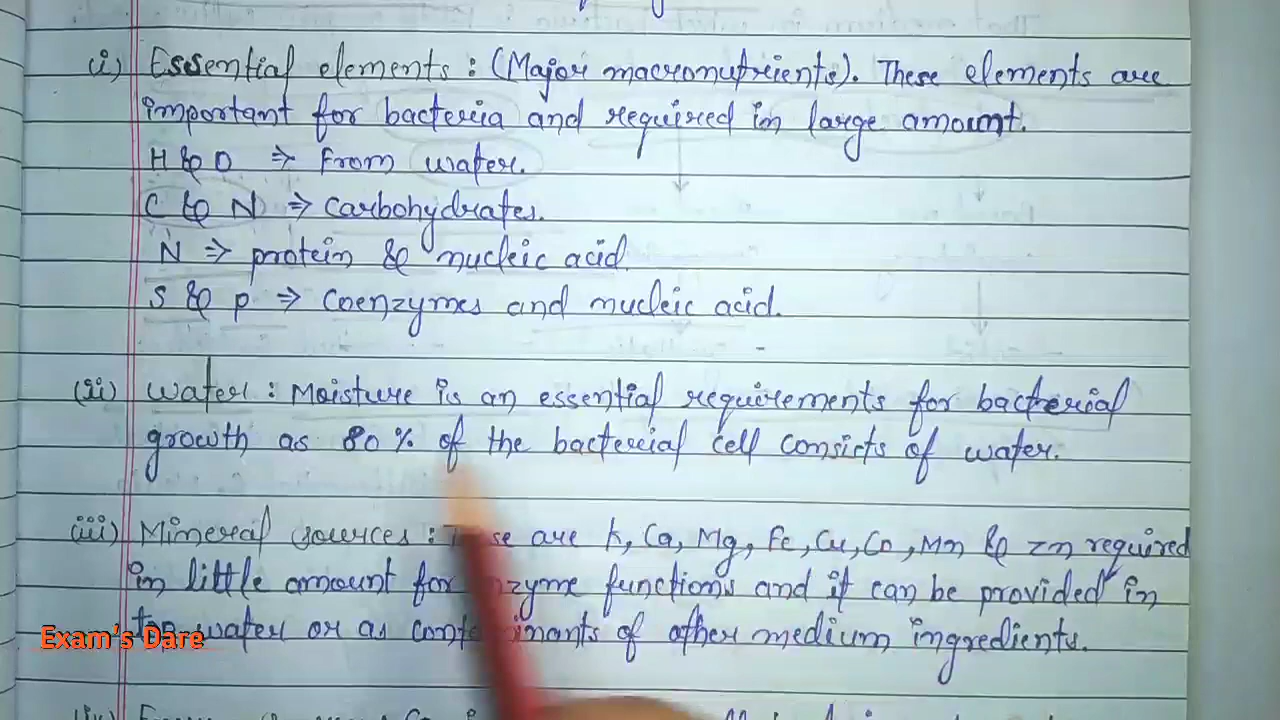 (i) Essential elements : (Major macronutrients). These elements are
important for bacteria and required in large amount.
H & O ⇒ From water.
C & N ⇒ carbohydrates.
N ⇒ protein & nucleic acid.
S & p ⇒ coenzymes and nucleic acid.
(ii) Water : Moisture is an essential requirements for bacterial
growth as 80% of the bacterial cell consists of water.
(iii) Mineral sources : are K, Ca, Mg, Fe, Cu, Co, Mn & zn required
in little amount for functions and it can be provided in
water or as of other medium ingredients.
Exam's Dare